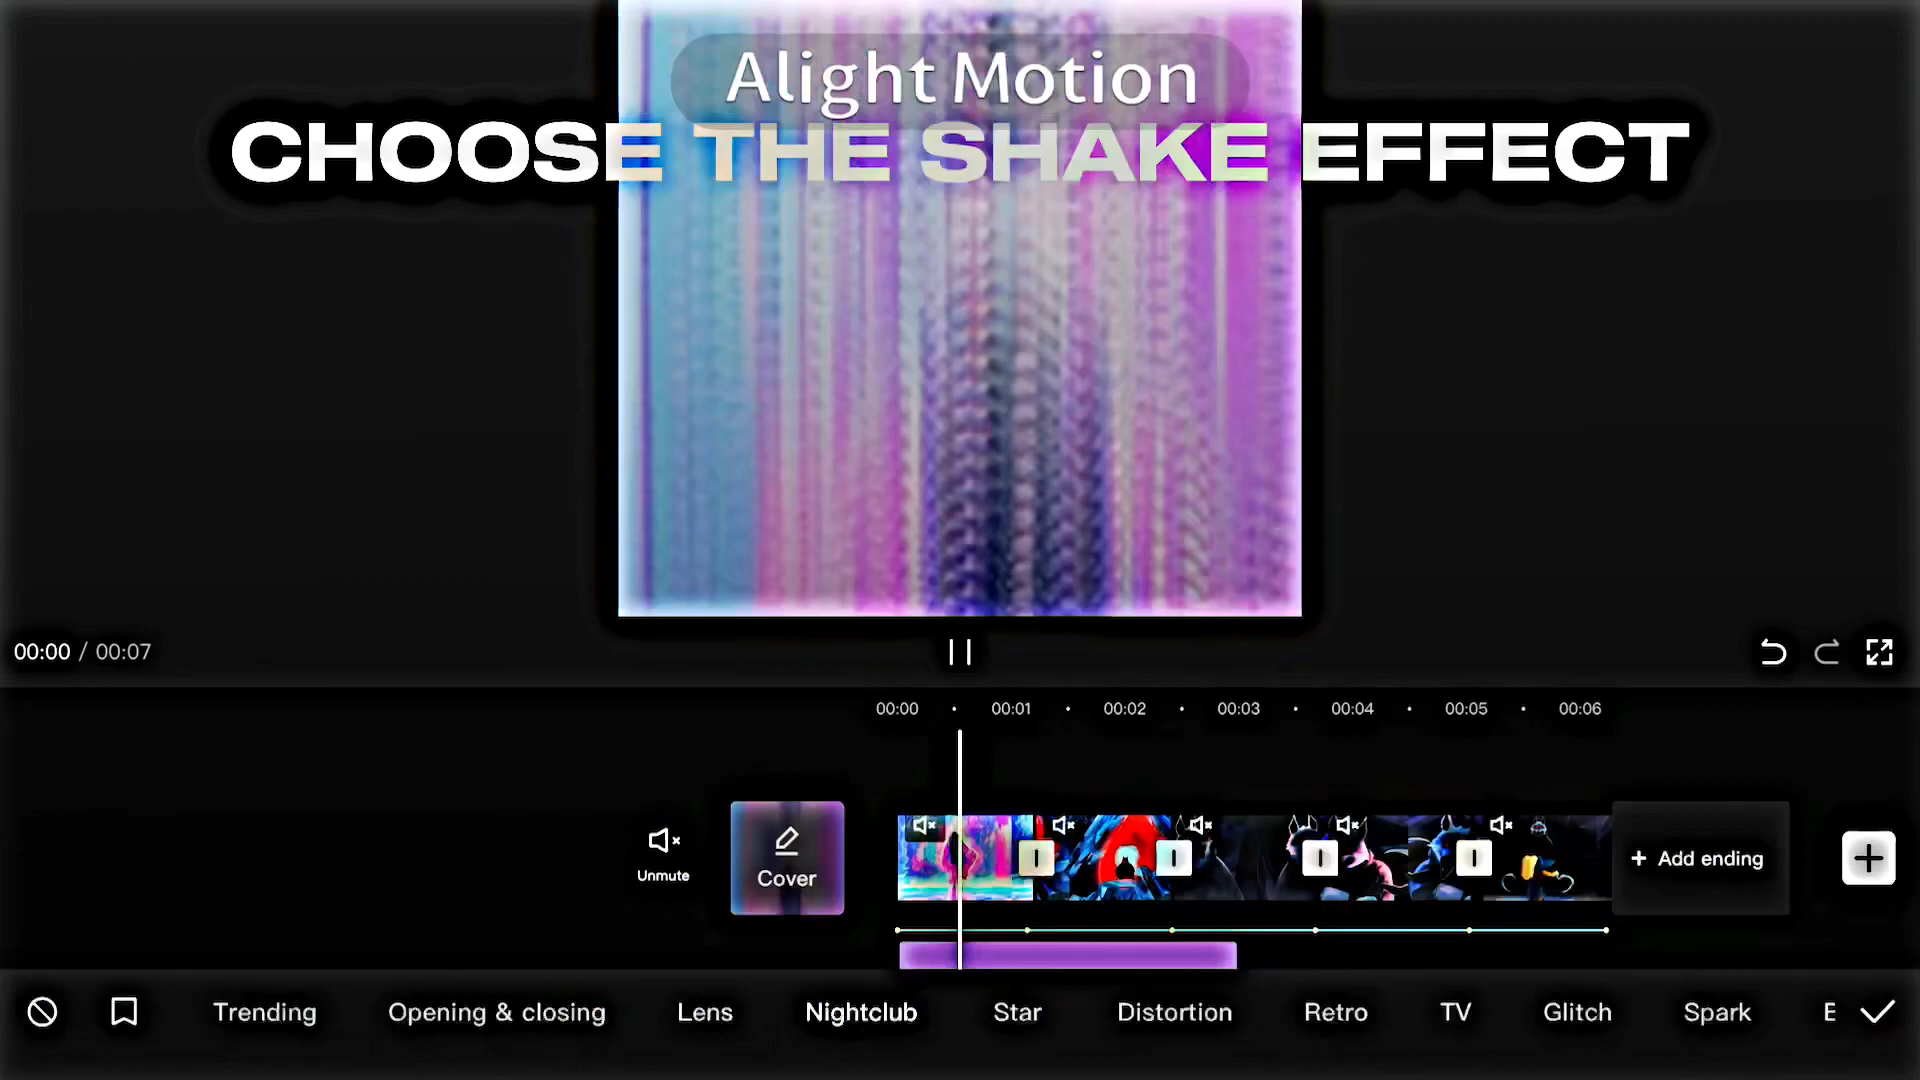 Alight Motion
CHOOSE THE SHAKE EFFECT
00:00 / 00:07
00:00 00:01 00:02 00:03 00:04 00:05 00:06
Unmute
Cover
+ Add ending
Trending Opening & closing Lens Nightclub Star Distortion Retro TV Glitch Spark E